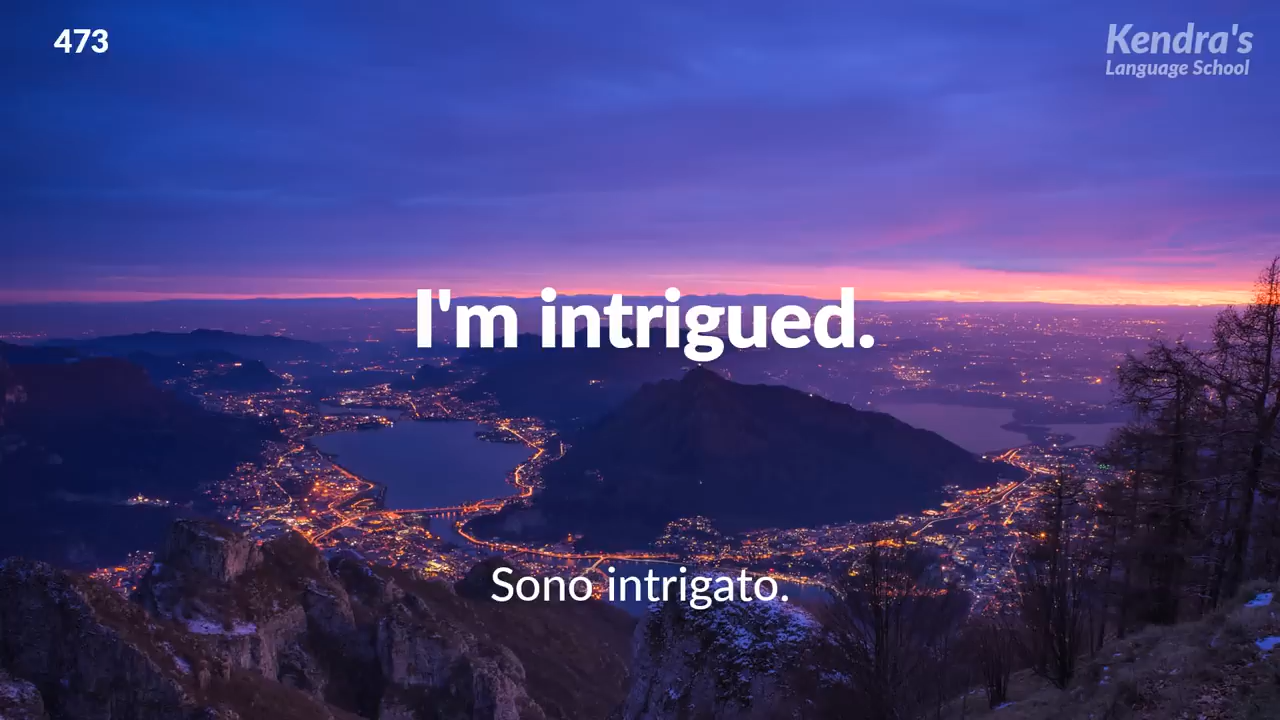 473
Kendra's
Language School
I'm intrigued.
Sono intrigato.